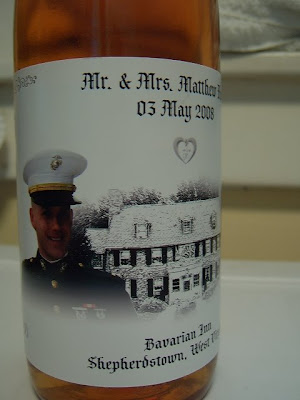 Mr. & Mrs. Matthew
03 May 2008
Bavarian Inn
Shepherdstown, West